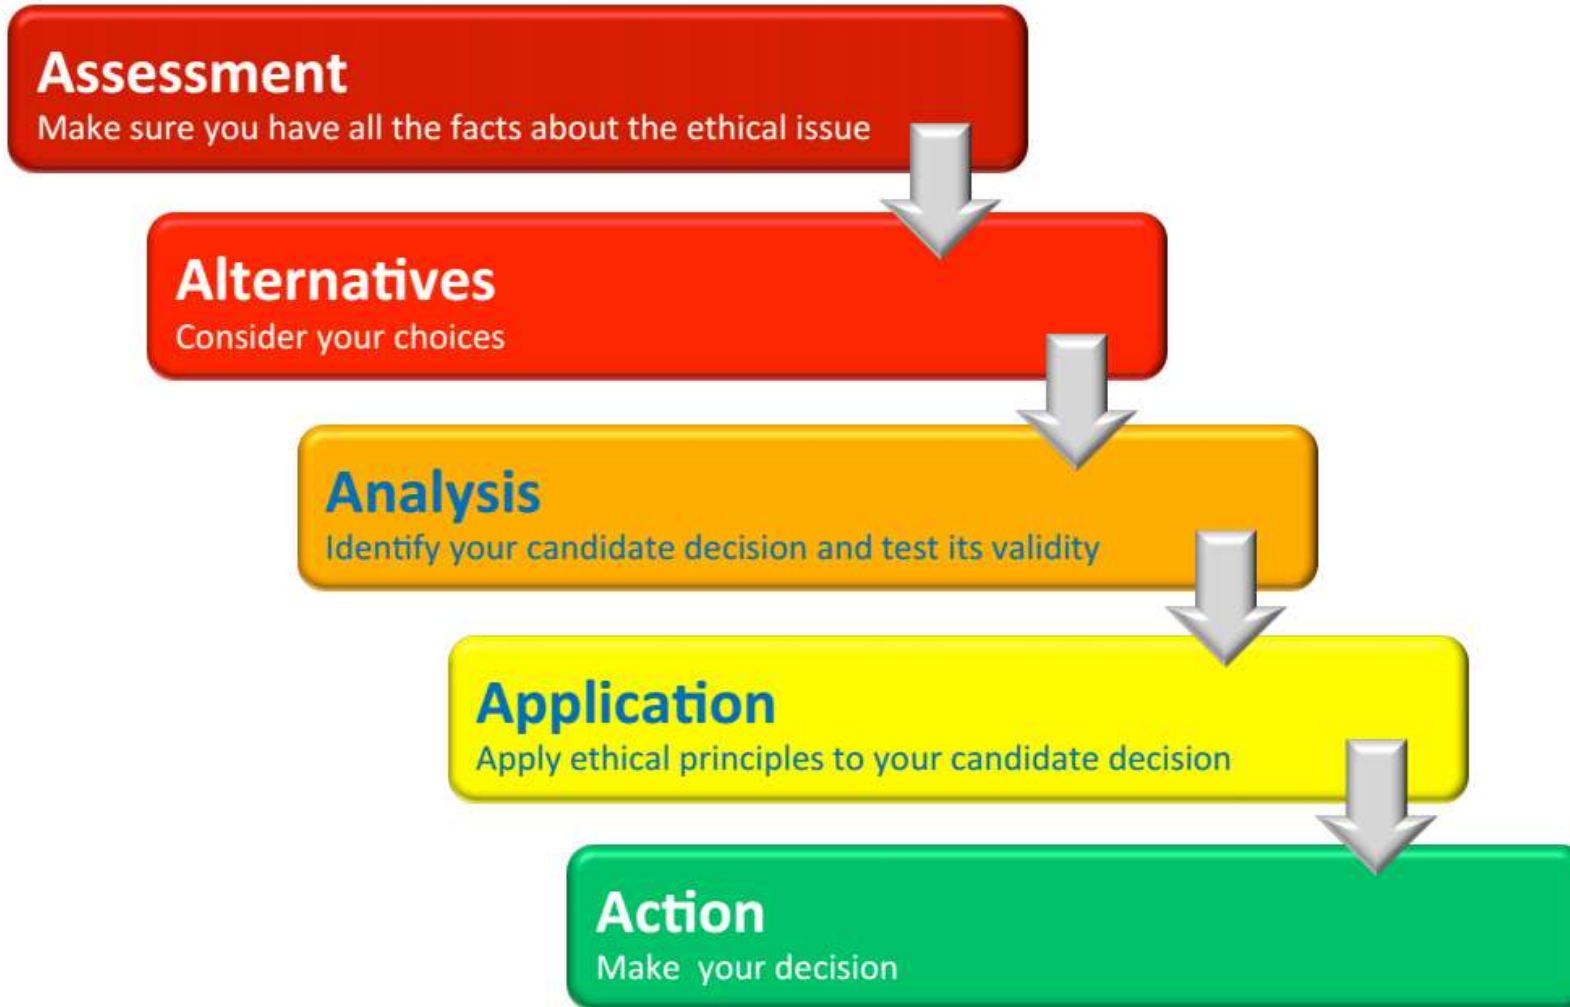 Assessment
Make sure you have all the facts about the ethical issue
Alternatives
Consider your choices
Analysis
Identify your candidate decision and test its validity
Application
Apply ethical principles to your candidate decision
Action
Make  your decision